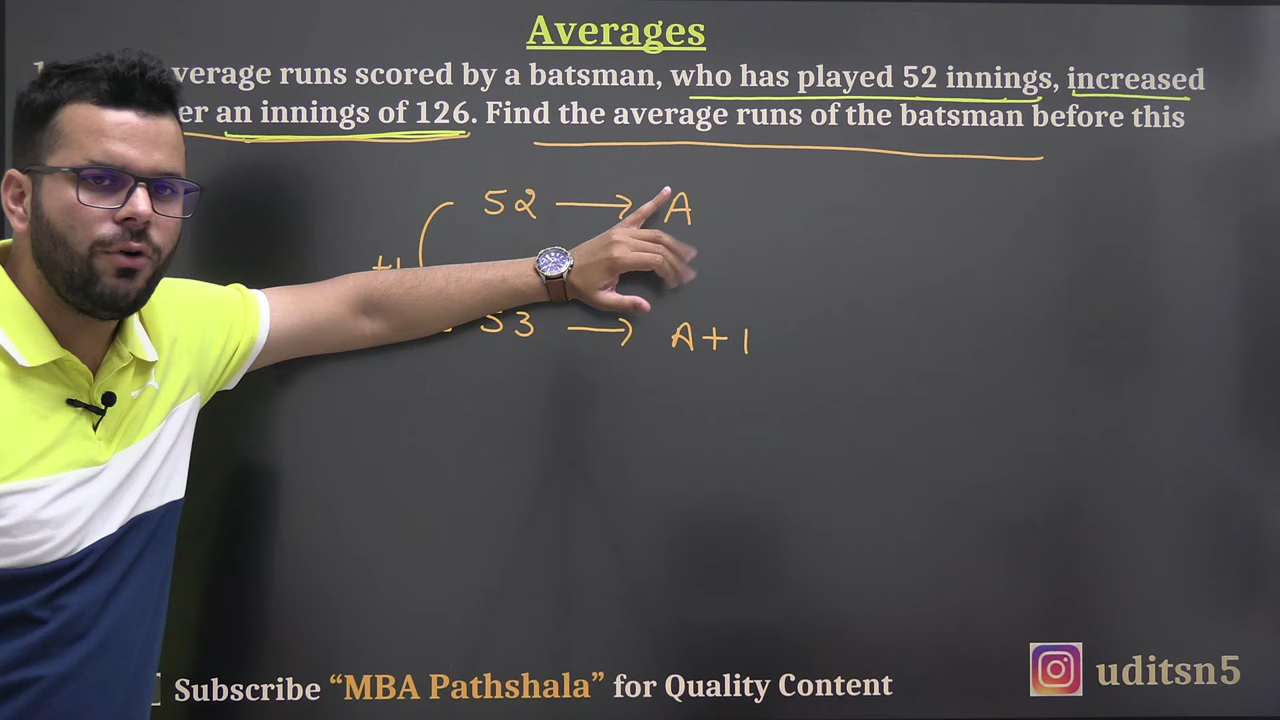 Averages
verage runs scored by a batsman, who has played 52 innings, increased
er an innings of 126. Find the average runs of the batsman before this
52 → A
+1
53 → A+1
Subscribe “MBA Pathshala” for Quality Content
uditsn5